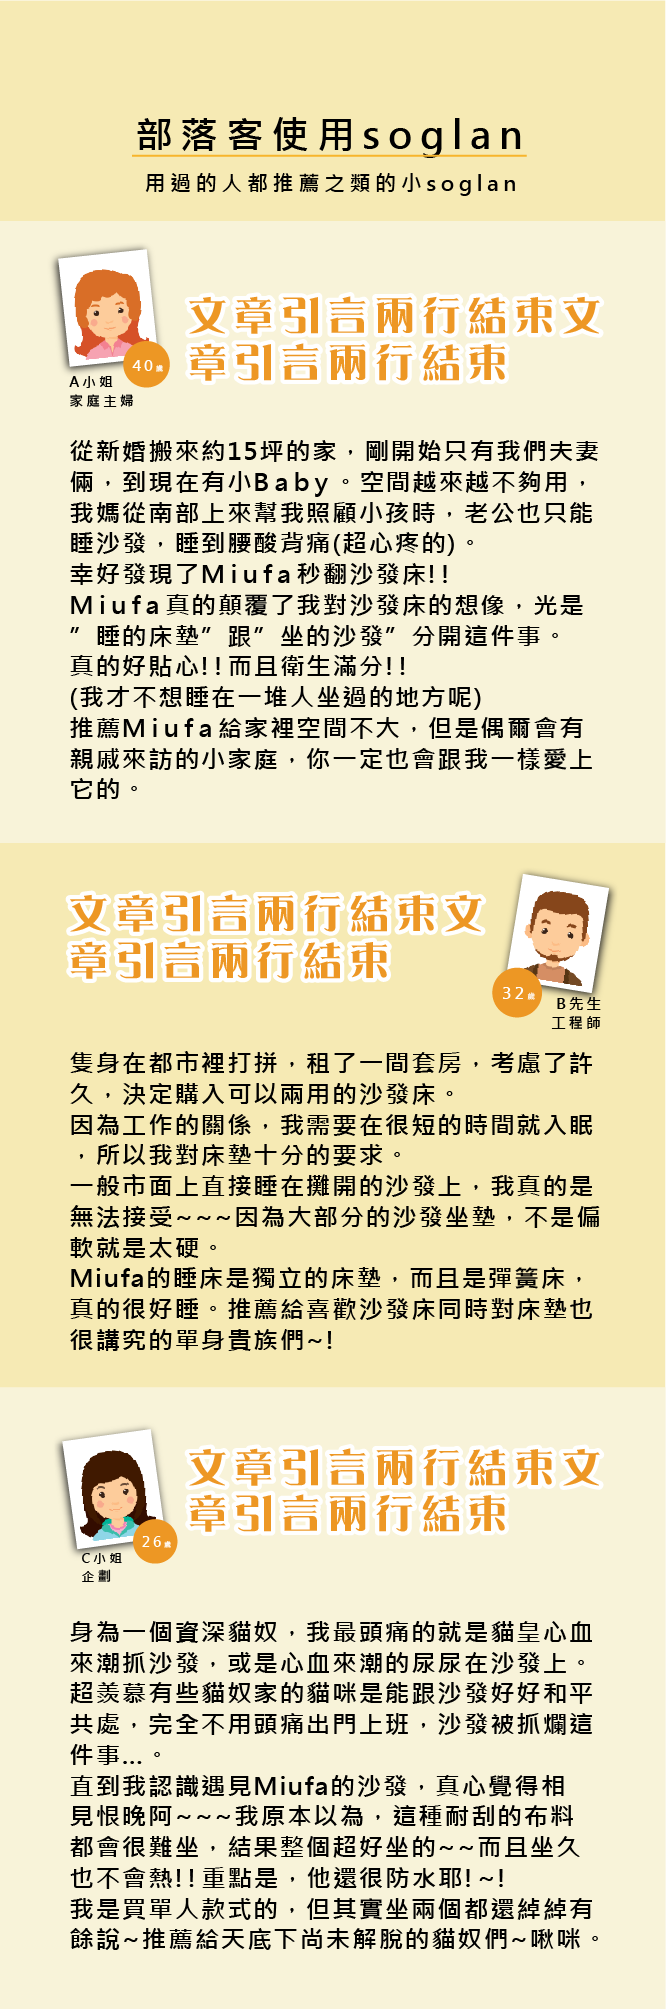 部落客使用soglan
用過的人都推薦之類的小soglan
文章引言兩行結束文
章引言兩行結束
40歲
A小姐
家庭主婦
從新婚搬來約15坪的家，剛開始只有我們夫妻
倆，到現在有小Baby。空間越來越不夠用，
我媽從南部上來幫我照顧小孩時，老公也只能
睡沙發，睡到腰酸背痛(超心疼的)。
幸好發現了Miufa秒翻沙發床!!
Miufa真的顛覆了我對沙發床的想像，光是
”睡的床墊”跟”坐的沙發”分開這件事。
真的好貼心!!而且衛生滿分!!
(我才不想睡在一堆人坐過的地方呢)
推薦Miufa給家裡空間不大，但是偶爾會有
親戚來訪的小家庭，你一定也會跟我一樣愛上
它的。
文章引言兩行結束文
章引言兩行結束
32歲
B先生
工程師
隻身在都市裡打拼，租了一間套房，考慮了許
久，決定購入可以兩用的沙發床。
因為工作的關係，我需要在很短的時間就入眠
，所以我對床墊十分的要求。
一般市面上直接睡在攤開的沙發上，我真的是
無法接受~~~因為大部分的沙發坐墊，不是偏
軟就是太硬。
Miufa的睡床是獨立的床墊，而且是彈簧床，
真的很好睡。推薦給喜歡沙發床同時對床墊也
很講究的單身貴族們~!
文章引言兩行結束文
章引言兩行結束
26歲
C小姐
企劃
身為一個資深貓奴，我最頭痛的就是貓皇心血
來潮抓沙發，或是心血來潮的尿尿在沙發上。
超羨慕有些貓奴家的貓咪是能跟沙發好好和平
共處，完全不用頭痛出門上班，沙發被抓爛這
件事...。
直到我認識遇見Miufa的沙發，真心覺得相
見恨晚阿~~~我原本以為，這種耐刮的布料
都會很難坐，結果整個超好坐的~~而且坐久
也不會熱!!重點是，他還很防水耶!~!
我是買單人款式的，但其實坐兩個都還綽綽有
餘說~推薦給天底下尚未解脫的貓奴們~啾咪。